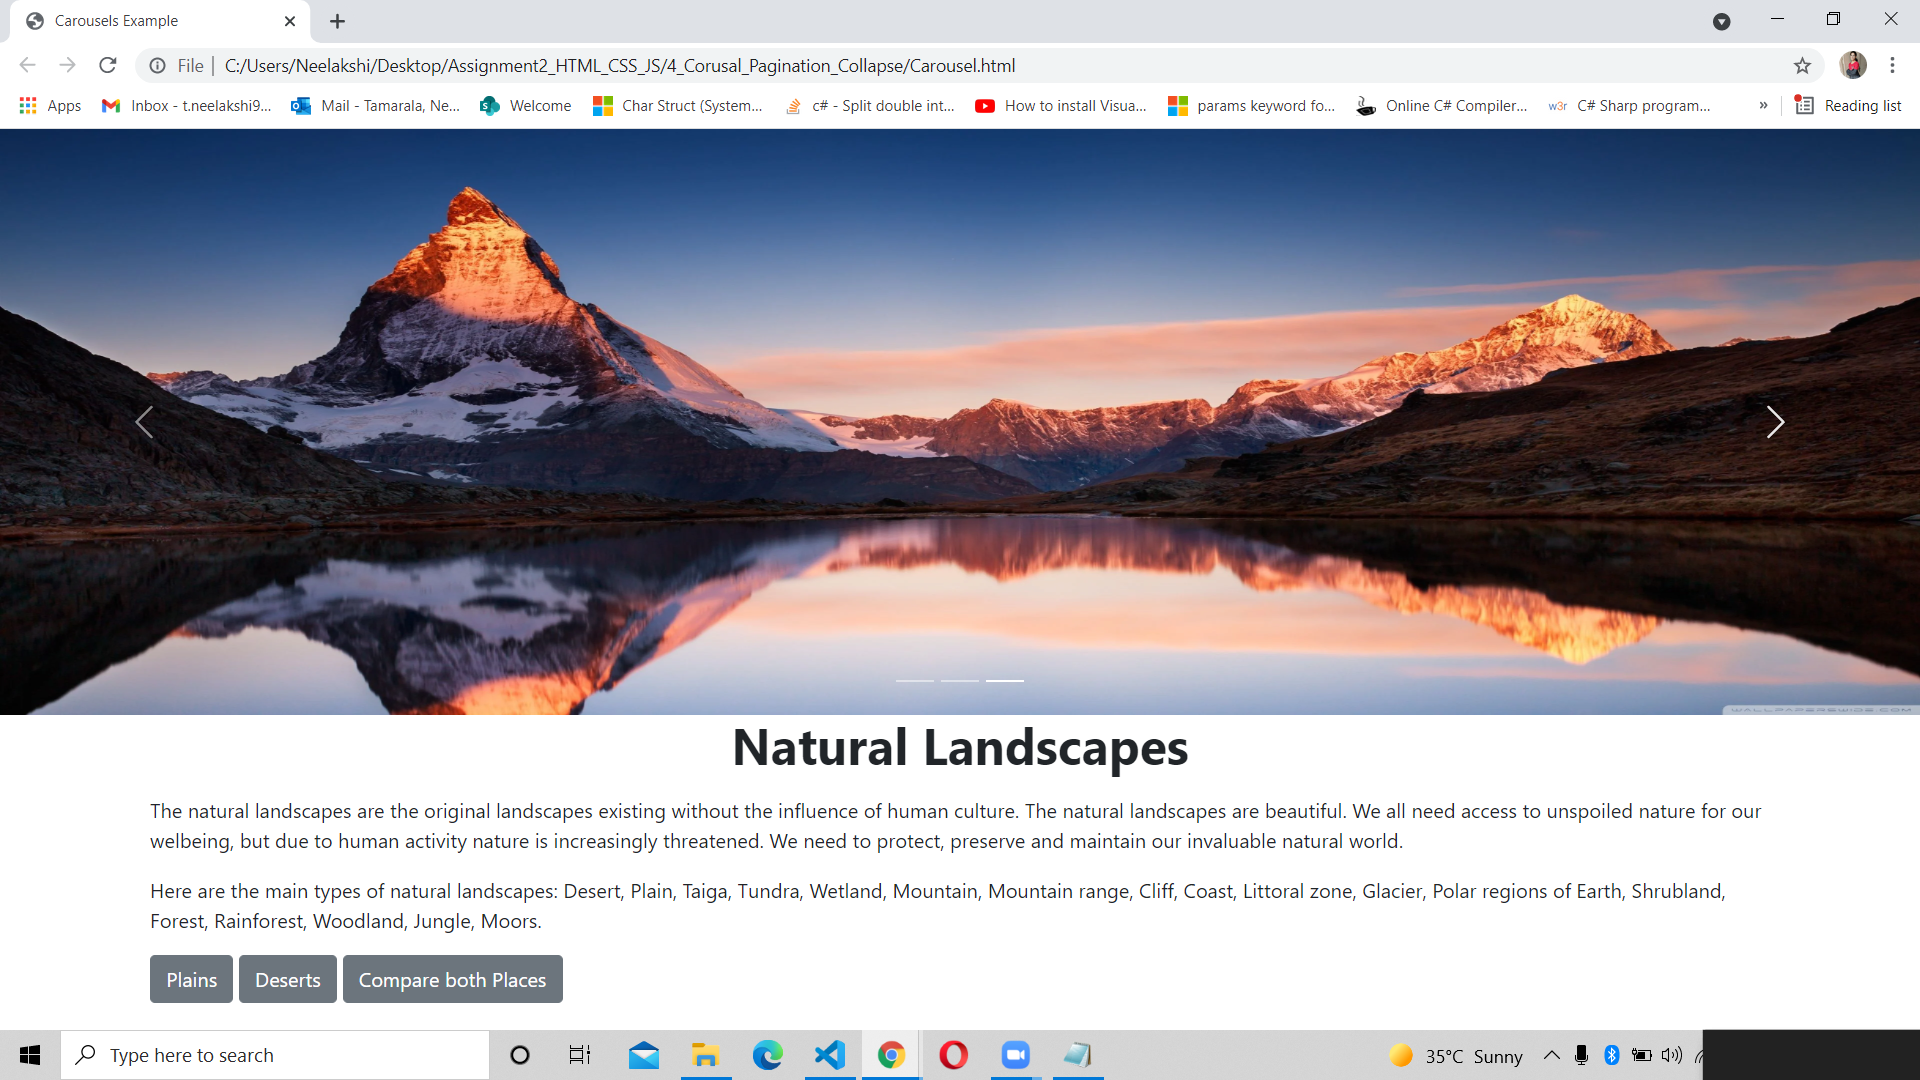 Carousels Example
File | C:/Users/Neelakshi/Desktop/Assignment2_HTML_CSS_JS/4_Corusal_Pagination_Collapse/Carousel.html
Apps Inbox - t.neelakshi9... Mail - Tamarala, Ne... Welcome Char Struct (System... c# - Split double int... How to install Visua... params keyword fo... Online C# Compiler... w3r C# Sharp program... » Reading list
WALLPAPERSWIDE.COM
Natural Landscapes
The natural landscapes are the original landscapes existing without the influence of human culture. The natural landscapes are beautiful. We all need access to unspoiled nature for our
welbeing, but due to human activity nature is increasingly threatened. We need to protect, preserve and maintain our invaluable natural world.
Here are the main types of natural landscapes: Desert, Plain, Taiga, Tundra, Wetland, Mountain, Mountain range, Cliff, Coast, Littoral zone, Glacier, Polar regions of Earth, Shrubland,
Forest, Rainforest, Woodland, Jungle, Moors.
Plains Deserts Compare both Places
Type here to search 35°C Sunny